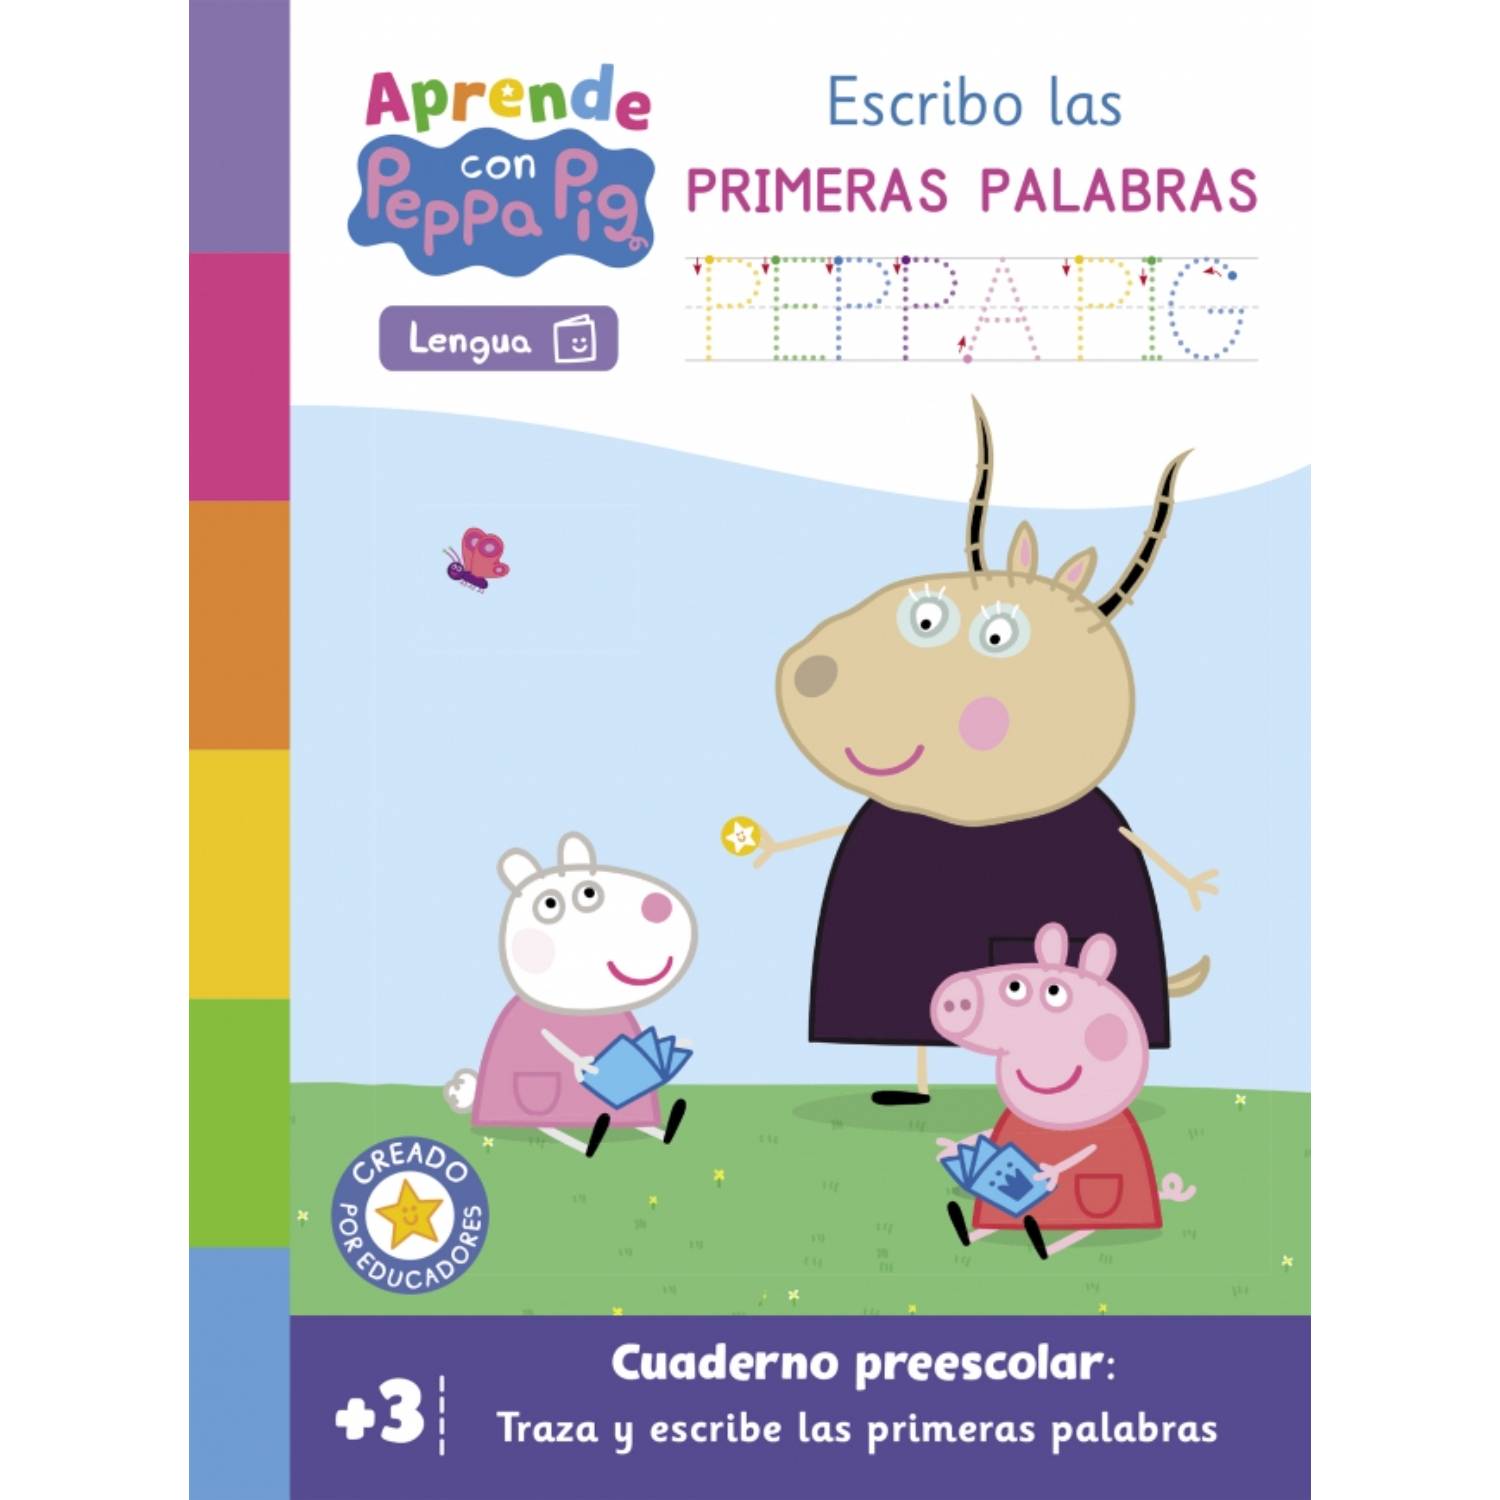 Aprende
con
Peppa Pig
Lengua
Escribo las
PRIMERAS PALABRAS
PEPPA PIG
CREADO
POR EDUCADORES
+3
Cuaderno preescolar:
Traza y escribe las primeras palabras